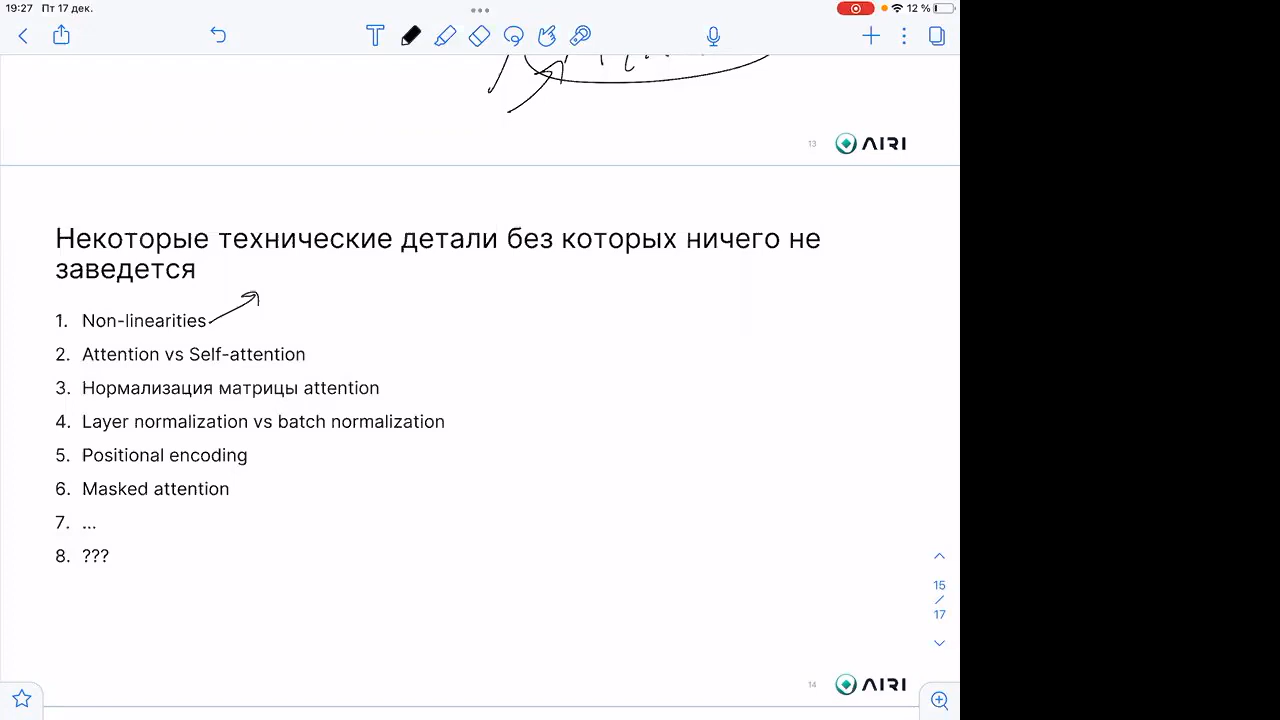 19:27 Пт 17 дек.
12 %
13
AIRI
Некоторые технические детали без которых ничего не
заведется
1. Non-linearities
2. Attention vs Self-attention
3. Нормализация матрицы attention
4. Layer normalization vs batch normalization
5. Positional encoding
6. Masked attention
7. ...
8. ???
15
/
17
14
AIRI